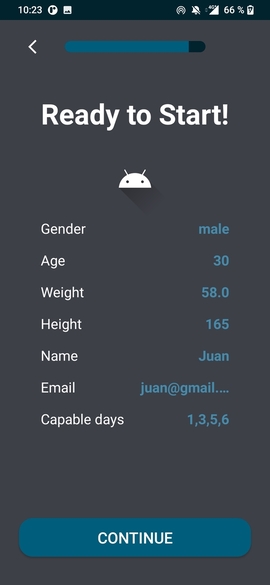 10:23 66 %
Ready to Start!
Gender male
Age 30
Weight 58.0
Height 165
Name Juan
Email juan@gmail....
Capable days 1,3,5,6
CONTINUE